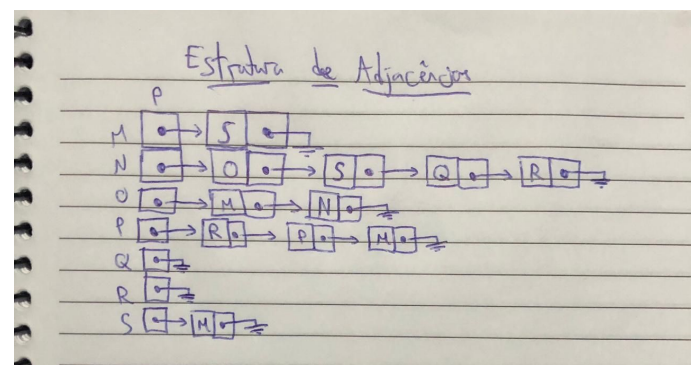 Estrutura de Adjacências
P
M S
N O S Q R
O M N
P R P M
Q
R
S M